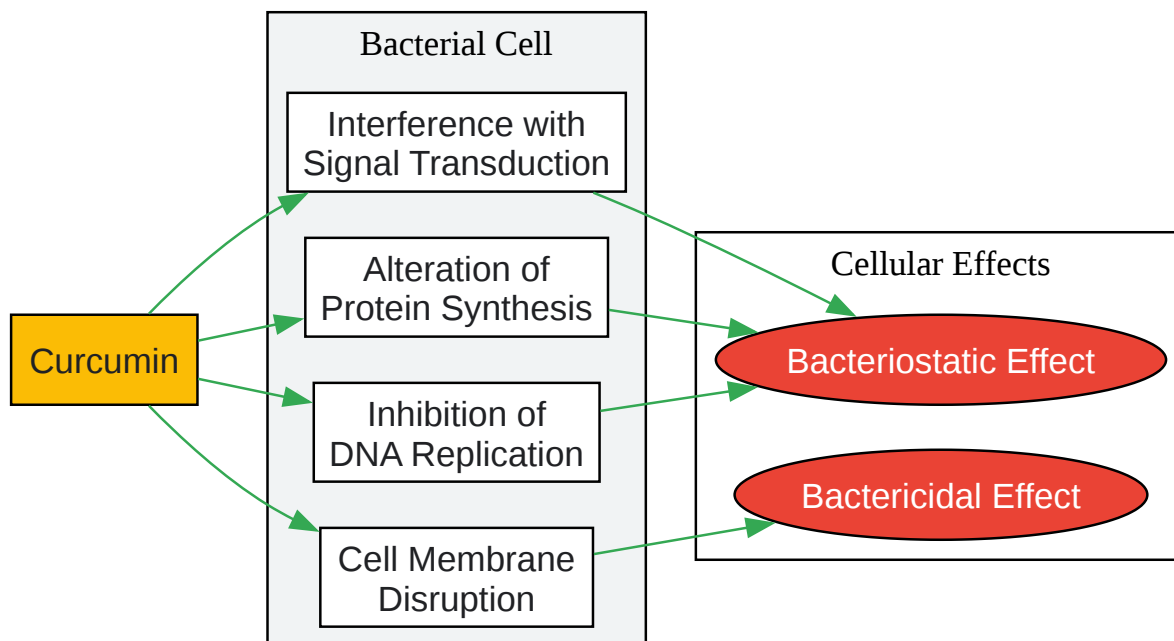 Bacterial Cell
Interference with
Signal Transduction
Alteration of
Protein Synthesis
Inhibition of
DNA Replication
Cell Membrane
Disruption
Curcumin
Cellular Effects
Bacteriostatic Effect
Bactericidal Effect